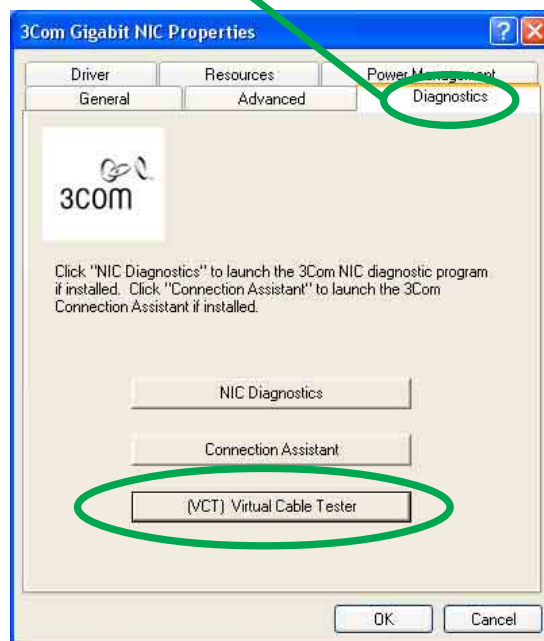 3Com Gigabit NIC Properties
Driver
Resources
Power Management
General
Advanced
Diagnostics
3com
Click "NIC Diagnostics" to launch the 3Com NIC diagnostic program
if installed. Click "Connection Assistant" to launch the 3Com
Connection Assistant if installed.
NIC Diagnostics
Connection Assistant
(VCT) Virtual Cable Tester
OK
Cancel